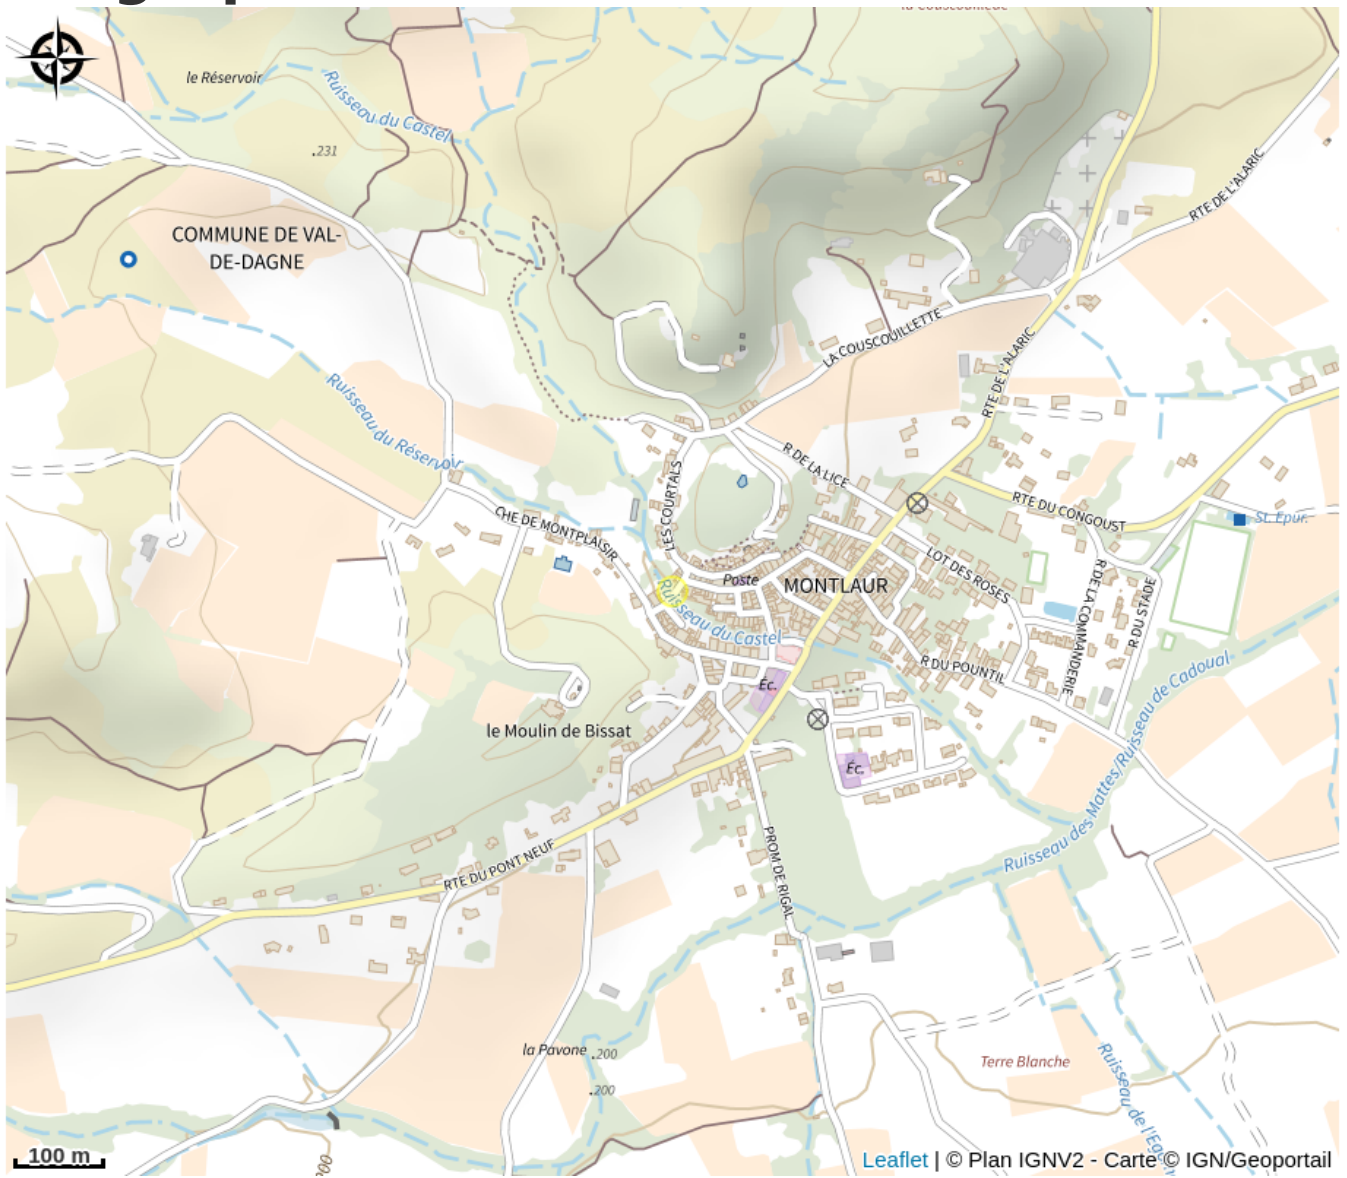 la Couscouillede
le Réservoir
Ruisseau du Castel
.231
RTE DE L'ALARIC
COMMUNE DE VAL-
DE-DAGNE
LA COUSCOUILLETTE
RTE DE L'ALARIC
Ruisseau du Réservoir
R DE LA LICE
LES COURTALS
RTE DU CONGOUST
St. Épur.
CHE DE MONTPLAISIR
LOT DES ROSES
Poste
MONTLAUR
R DE LA COMMANDERIE
R DU STADE
Ruisseau du Castel
R DU POUNTIL
Éc.
le Moulin de Bissat
Éc.
Ruisseau des Mattes/Ruisseau de Cadoual
RTE DU PONT NEUF
PROM DE RIGAL
la Pavone
.200
.200
Terre Blanche
Ruisseau de l'Ego
100 m
Leaflet | © Plan IGNV2 - Carte © IGN/Geoportail